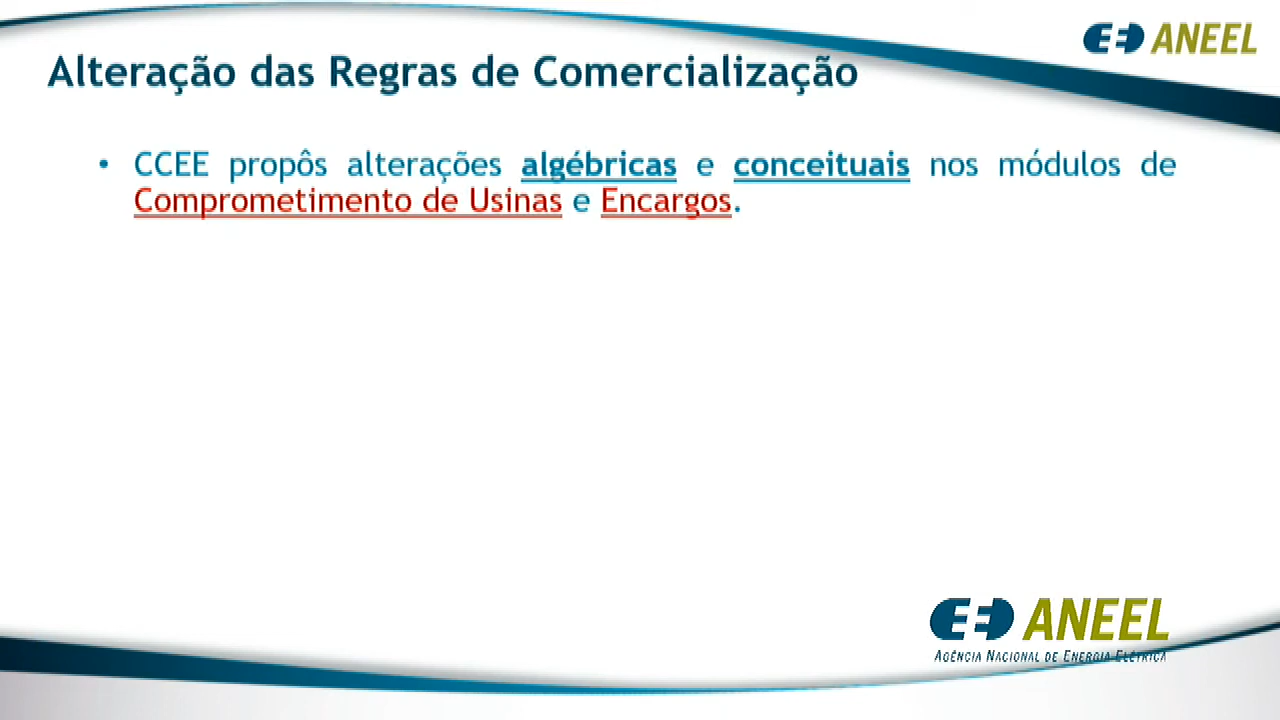 ANEEL
Alteração das Regras de Comercialização
• CCEE propôs alterações algébricas e conceituais nos módulos de
Comprometimento de Usinas e Encargos.
ANEEL
AGÊNCIA NACIONAL DE ENERGIA ELÉTRICA